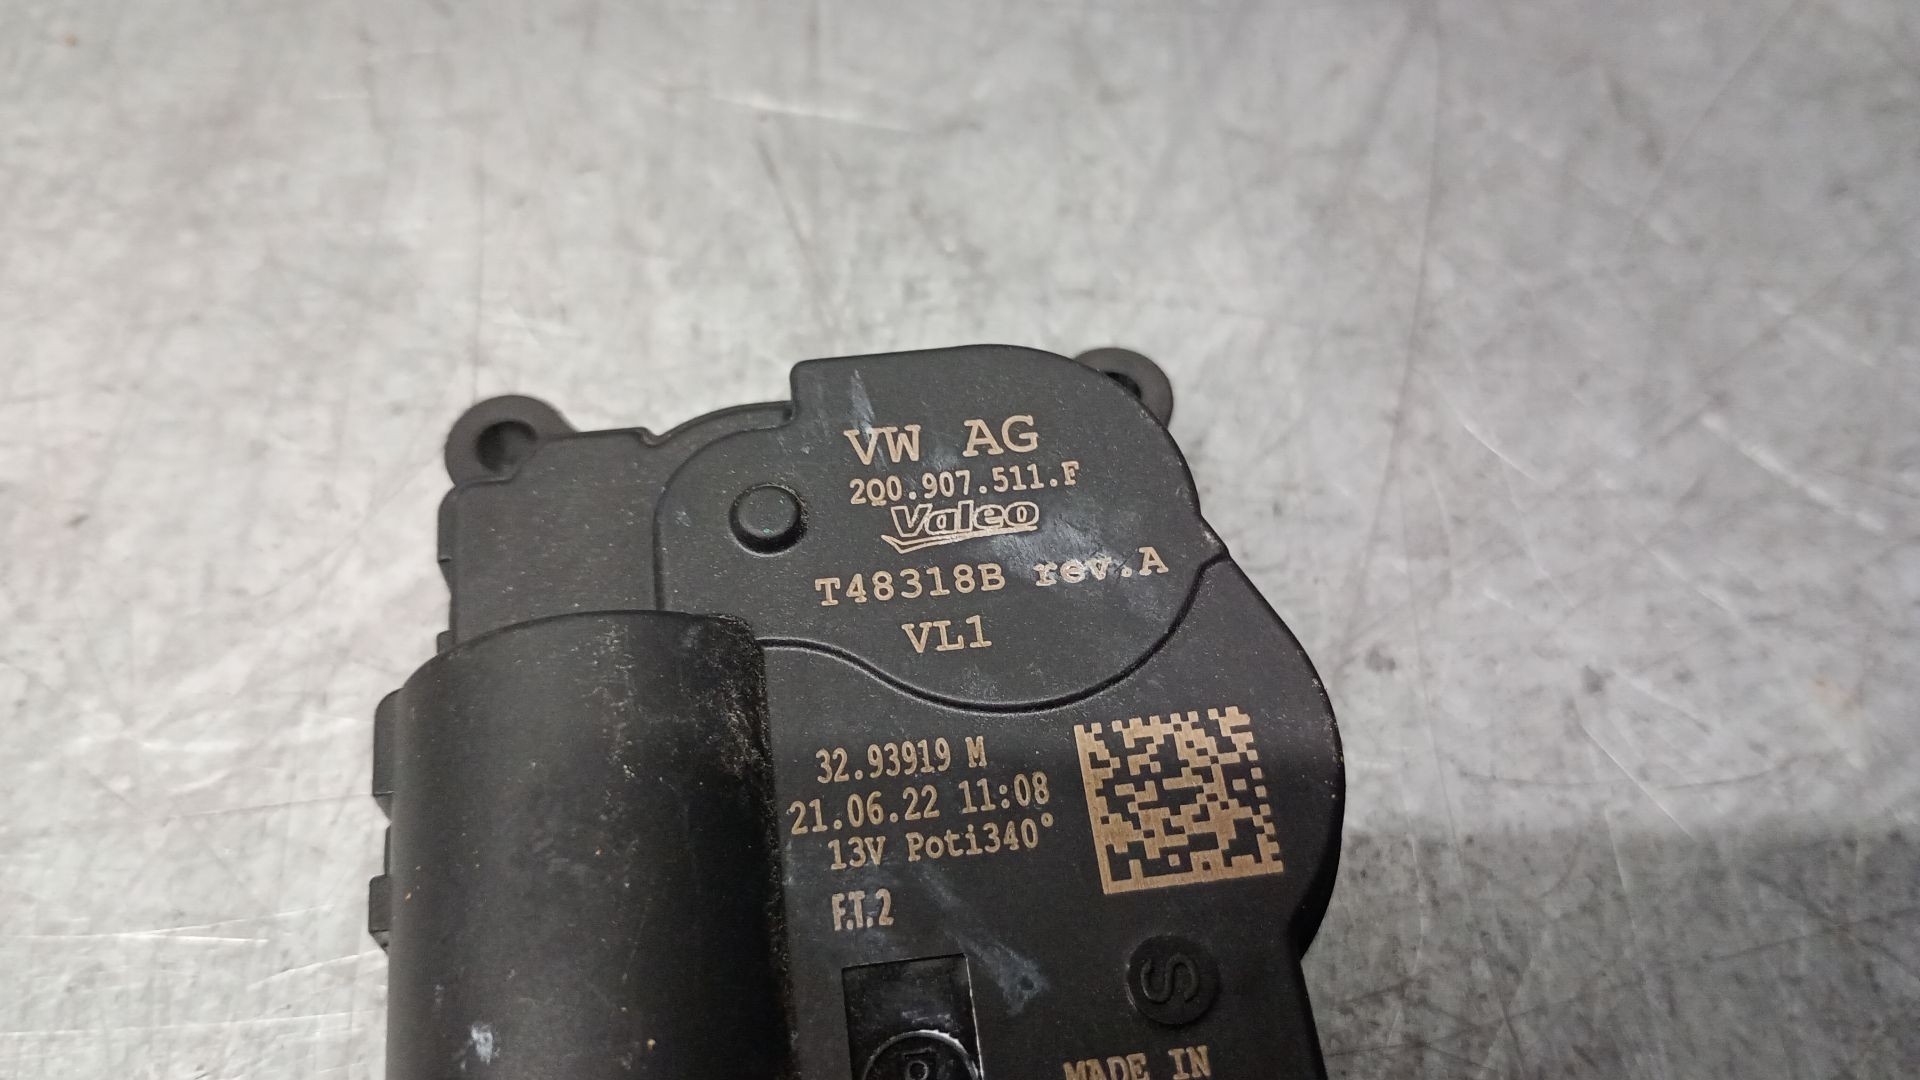 VW AG
2Q0.907.511.F
Valeo
T48318B rev.A
VL1
32.93919 M
21.06.22 11:08
13V Poti340°
F.T.2
S
MADE IN